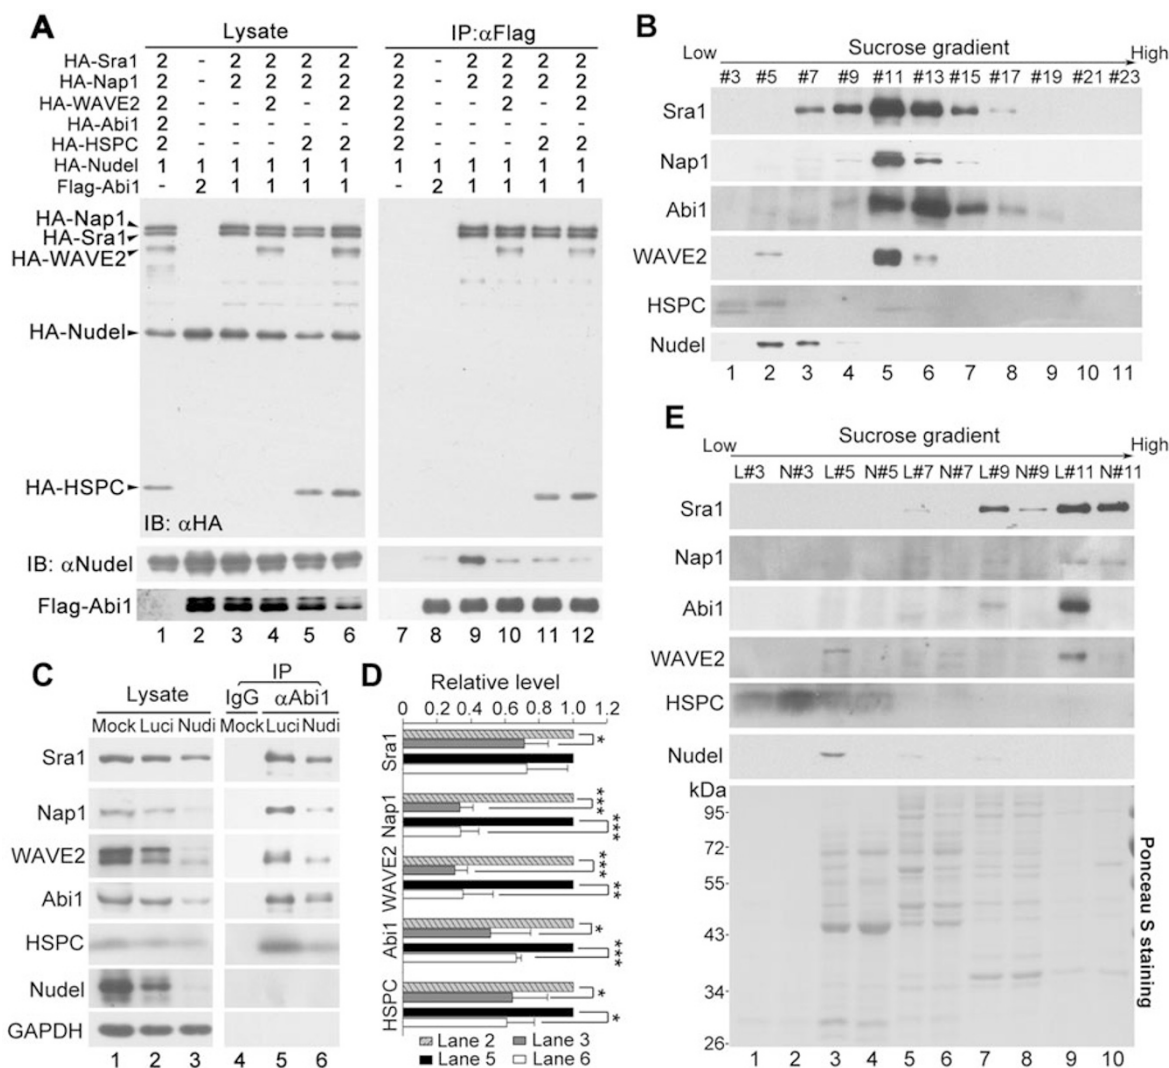 A
Lysate IP:αFlag
HA-Sra1 2 - 2 2 2 2 2 - 2 2 2 2
HA-Nap1 2 - 2 2 2 2 2 - 2 2 2 2
HA-WAVE2 2 - - 2 - 2 2 - - 2 - 2
HA-Abi1 2 - - - - - 2 - - - - -
HA-HSPC 2 - - - 2 2 2 - - - 2 2
HA-Nudel 1 1 1 1 1 1 1 1 1 1 1 1
Flag-Abi1 - 2 1 1 1 1 - 2 1 1 1 1
HA-Nap1
HA-Sra1
HA-WAVE2
HA-Nudel
HA-HSPC
IB: αHA
IB: αNudel
Flag-Abi1
1 2 3 4 5 6 7 8 9 10 11 12
B
Low Sucrose gradient High
#3 #5 #7 #9 #11 #13 #15 #17 #19 #21 #23
Sra1
Nap1
Abi1
WAVE2
HSPC
Nudel
1 2 3 4 5 6 7 8 9 10 11
C
IP
Lysate IgG αAbi1
Mock Luci Nudi Mock Luci Nudi
Sra1
Nap1
WAVE2
Abi1
HSPC
Nudel
GAPDH
1 2 3 4 5 6
D
Relative level
0 0.2 0.4 0.6 0.8 1.0 1.2
Sra1 *
Nap1 *** ***
WAVE2 *** **
Abi1 * ***
HSPC * *
Lane 2 Lane 3
Lane 5 Lane 6
E
Low Sucrose gradient High
L#3 N#3 L#5 N#5 L#7 N#7 L#9 N#9 L#11 N#11
Sra1
Nap1
Abi1
WAVE2
HSPC
Nudel
kDa
95-
72-
55-
43-
34-
26-
Ponceau S staining
1 2 3 4 5 6 7 8 9 10